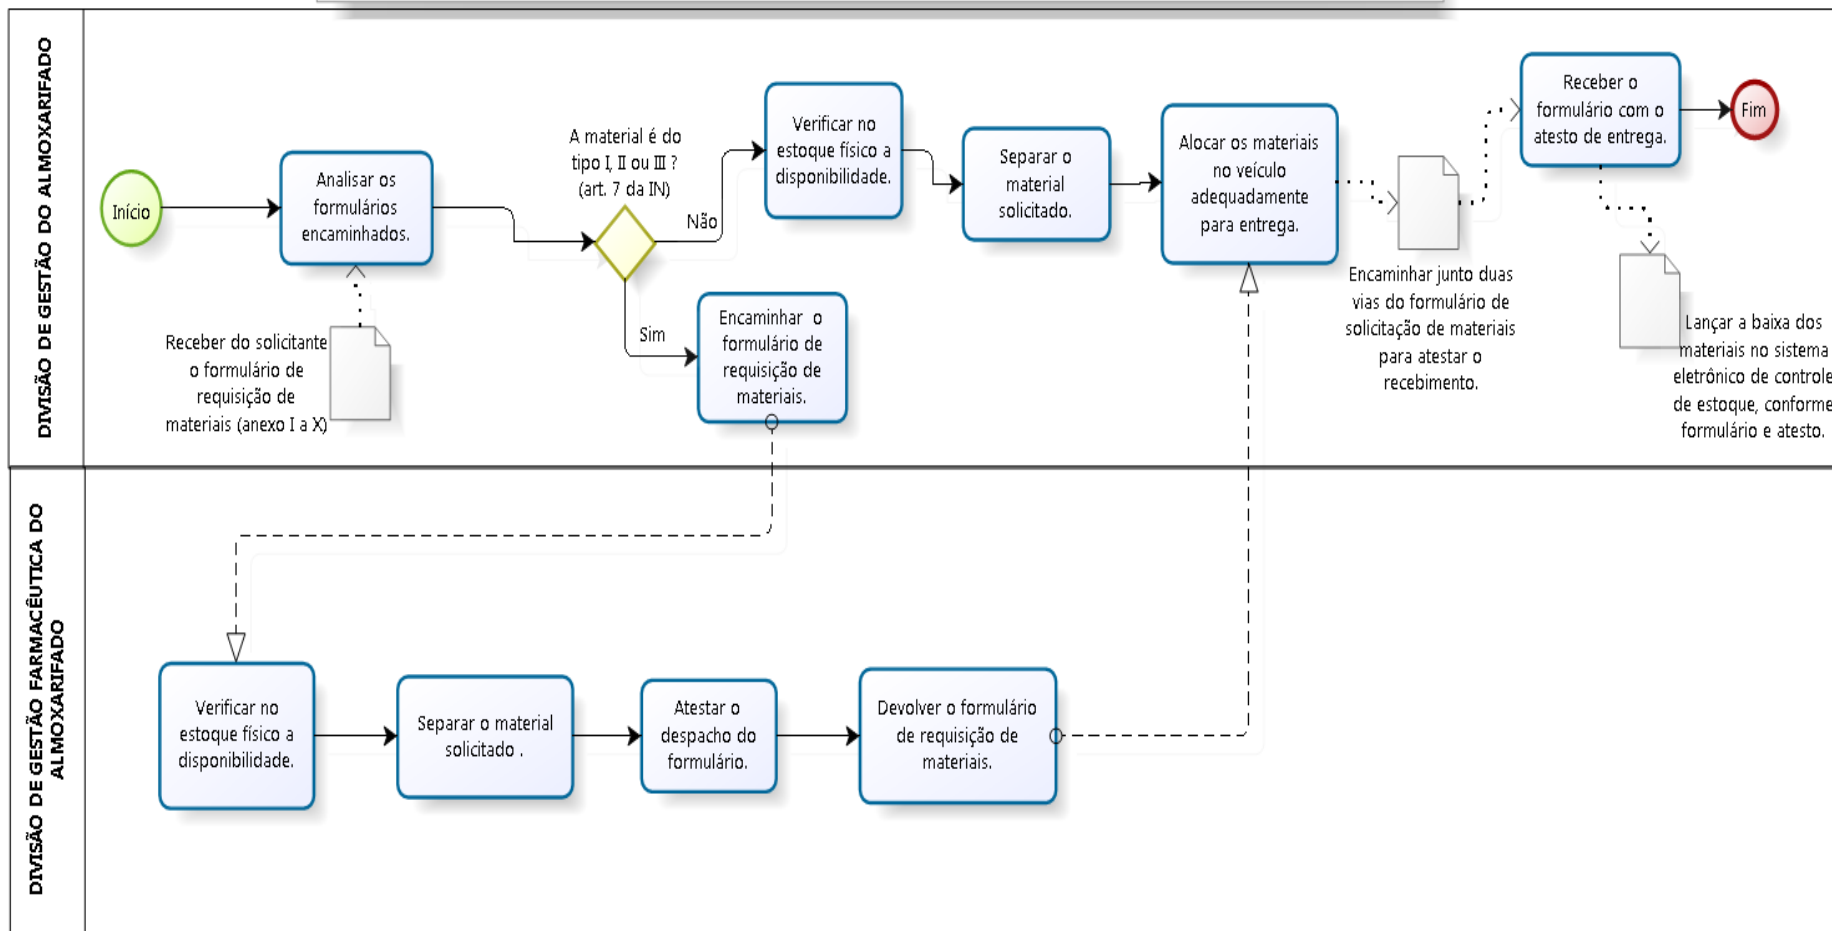 DIVISÃO DE GESTÃO DO ALMOXARIFADO
Início
Analisar os
formulários
encaminhados.
Receber do solicitante
o formulário de
requisição de
materiais (anexo I a X)
A material é do
tipo I, II ou III ?
(art. 7 da IN)
Não
Sim
Verificar no
estoque físico a
disponibilidade.
Encaminhar o
formulário de
requisição de
materiais.
Separar o
material
solicitado.
Alocar os materiais
no veículo
adequadamente
para entrega.
Encaminhar junto duas
vias do formulário de
solicitação de materiais
para atestar o
recebimento.
Receber o
formulário com o
atesto de entrega.
Fim
Lançar a baixa dos
materiais no sistema
eletrônico de controle
de estoque, conforme
formulário e atesto.
DIVISÃO DE GESTÃO FARMACÊUTICA DO
ALMOXARIFADO
Verificar no
estoque físico a
disponibilidade.
Separar o material
solicitado .
Atestar o
despacho do
formulário.
Devolver o formulário
de requisição de
materiais.